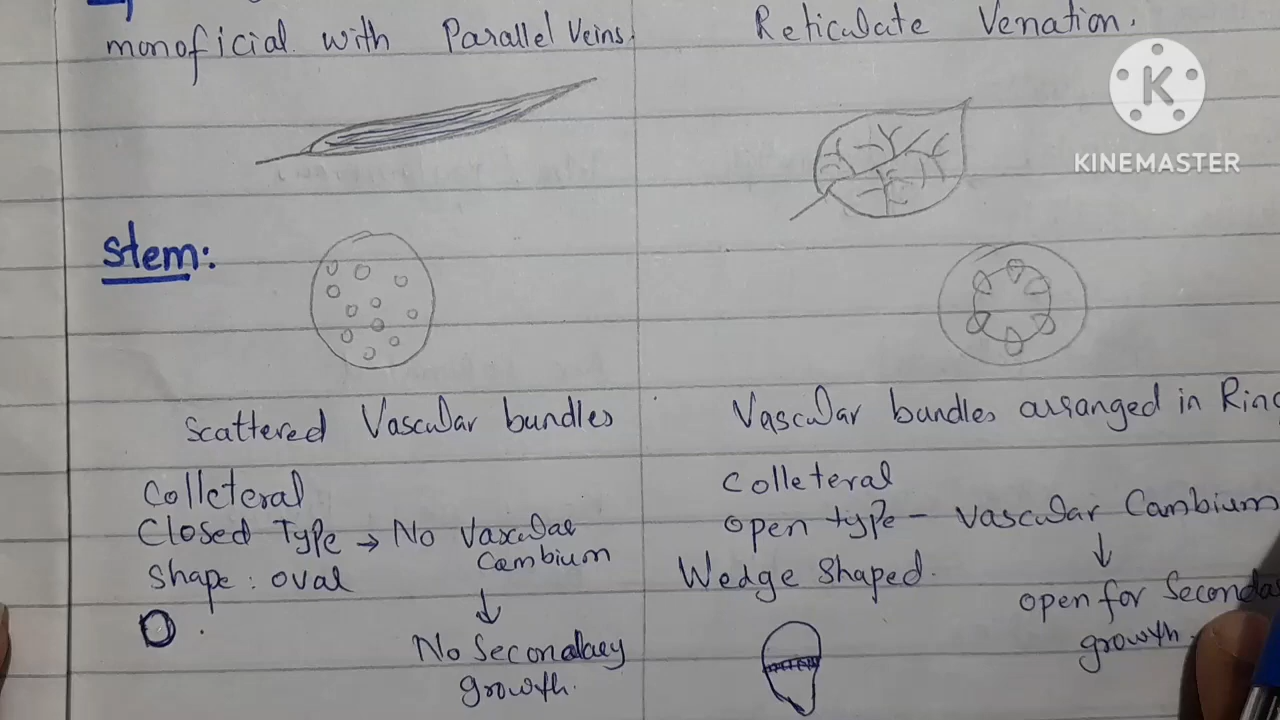 monoficial with Parallel Veins.
Reticulate Venation.
K
KINEMASTER
Stem:
Scattered Vascular bundles
Colleteral
Closed Type → No Vascular Cambium
Shape: oval
↓
No Secondary growth.
Vascular bundles arranged in Ring
Colleteral
Open type - Vascular Cambium
Wedge Shaped.
↓
open for Seconda
growth.